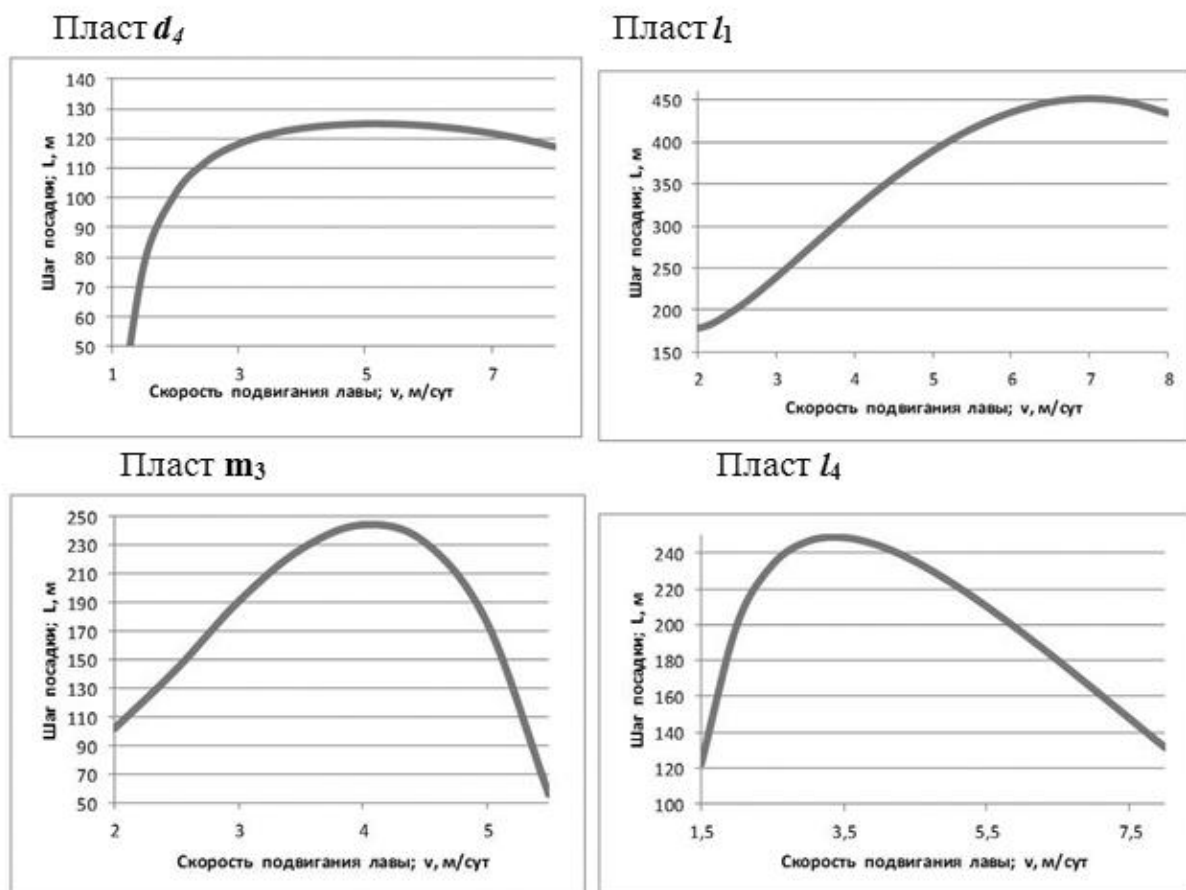 Пласт d₄
Шаг посадки; L, м
140
130
120
110
100
90
80
70
60
50
1 3 5 7
Скорость подвигания лавы; v, м/сут
Пласт l₁
Шаг посадки; L, м
450
400
350
300
250
200
150
2 3 4 5 6 7 8
Скорость подвигания лавы; v, м/сут
Пласт m₃
Шаг посадки; L, м
250
230
210
190
170
150
130
110
90
70
50
2 3 4 5
Скорость подвигания лавы; v, м/сут
Пласт l₄
Шаг посадки; L, м
240
220
200
180
160
140
120
100
1,5 3,5 5,5 7,5
Скорость подвигания лавы; v, м/сут